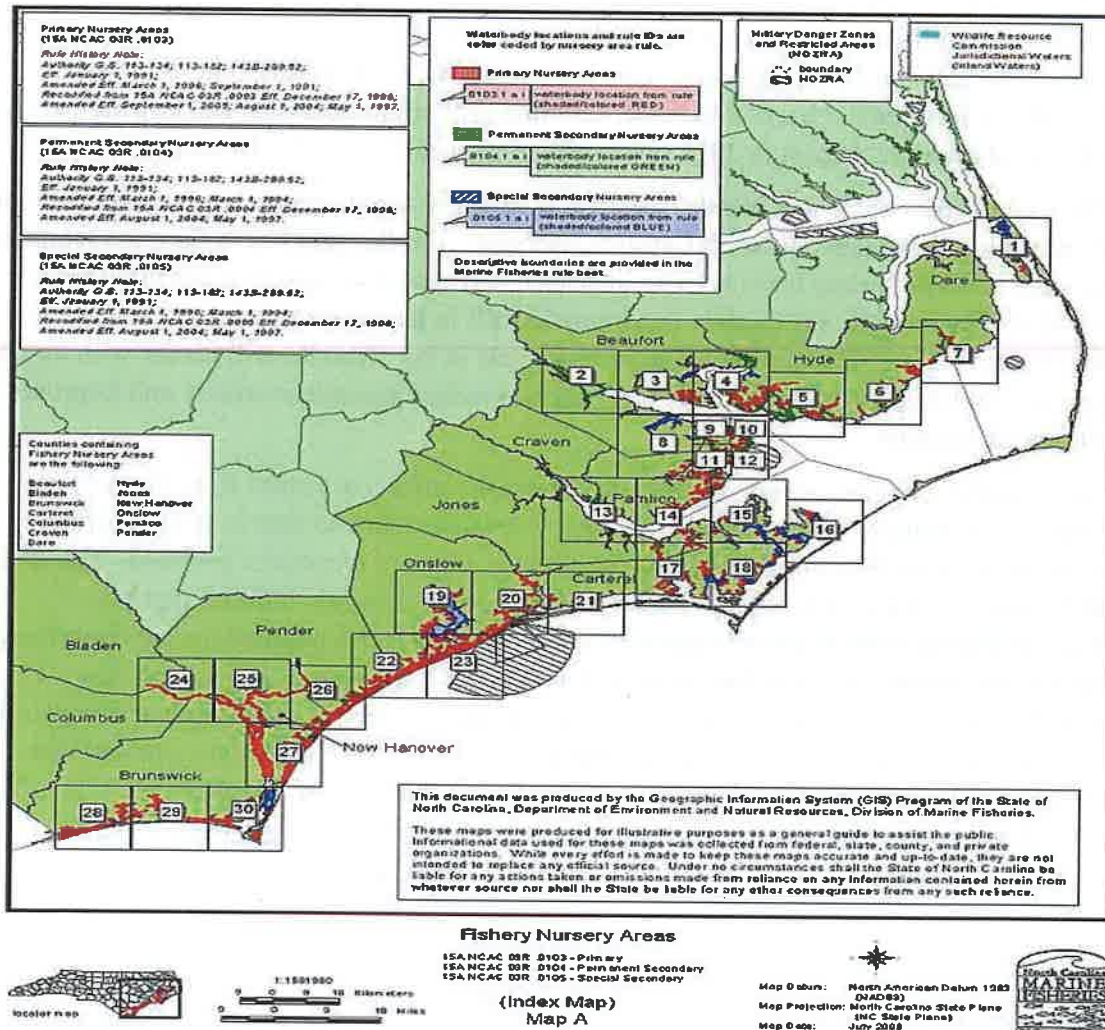 Primary Nursery Areas
(15A NCAC 03R .0103)
Rule History Note:
Authority G.S. 113-134; 113-182; 143B-289.52;
Eff. January 1, 1991;
Amended Eff. March 1, 1996; September 1, 1991;
Recodified from 15A NCAC 03R .0003 Eff. December 17, 1996;
Amended Eff. September 1, 2005; August 1, 2004; May 1, 1997.
Permanent Secondary Nursery Areas
(15A NCAC 03R .0104)
Rule History Note:
Authority G.S. 113-134; 113-182; 143B-289.52;
Eff. January 1, 1991;
Amended Eff. March 1, 1996; March 1, 1994;
Recodified from 15A NCAC 03R .0004 Eff. December 17, 1996;
Amended Eff. August 1, 2004; May 1, 1997.
Special Secondary Nursery Areas
(15A NCAC 03R .0105)
Rule History Note:
Authority G.S. 113-134; 113-182; 143B-289.52;
Eff. January 1, 1991;
Amended Eff. March 1, 1996; March 1, 1994;
Recodified from 15A NCAC 03R .0005 Eff. December 17, 1996;
Amended Eff. August 1, 2004; May 1, 1997.
Waterbody locations and rule IDs are
color coded by nursery area rule.
Primary Nursery Areas
0103.1 a i
waterbody location from rule
(shaded/colored RED)
Permanent Secondary Nursery Areas
0104.1 a i
waterbody location from rule
(shaded/colored GREEN)
Special Secondary Nursery Areas
0105.1 a i
waterbody location from rule
(shaded/colored BLUE)
Descriptive boundaries are provided in the
Marine Fisheries rule book.
Military Danger Zones
and Restricted Areas
(NOZRA)
boundary
NOZRA
Wildlife Resource
Commission
Jurisdictional Waters
(Inland Waters)
1
Dare
Beaufort
Hyde
7
2
3
4
5
6
Craven
8
9
10
11
12
Counties containing
Fishery Nursery Areas
are the following:
Beaufort Hyde
Bladen Jones
Brunswick New Hanover
Carteret Onslow
Columbus Pamlico
Craven Pender
Dare
Jones
Pamlico
13
14
15
16
Onslow
17
18
Carteret
19
20
21
Pender
Bladen
22
23
24
25
26
Columbus
27
New Hanover
Brunswick
28
29
30
This document was produced by the Geographic Information System (GIS) Program of the State of
North Carolina, Department of Environment and Natural Resources, Division of Marine Fisheries.
These maps were produced for illustrative purposes as a general guide to assist the public.
Informational data used for these maps was collected from federal, state, county, and private
organizations. While every effort is made to keep these maps accurate and up-to-date, they are not
intended to replace any official source. Under no circumstances shall the State of North Carolina be
liable for any actions taken or omissions made from reliance on any information contained herein from
whatever source nor shall the State be liable for any other consequences from any such reliance.
Fishery Nursery Areas
15A NCAC 03R .0103 - Primary
15A NCAC 03R .0104 - Permanent Secondary
15A NCAC 03R .0105 - Special Secondary
(Index Map)
Map A
locator map
Kilometers
Miles
Map Datum: North American Datum 1983
(NAD83)
Map Projection: North Carolina State Plane
(NC State Plane)
Map Date: July 2008
North Carolina
MARINE
FISHERIES